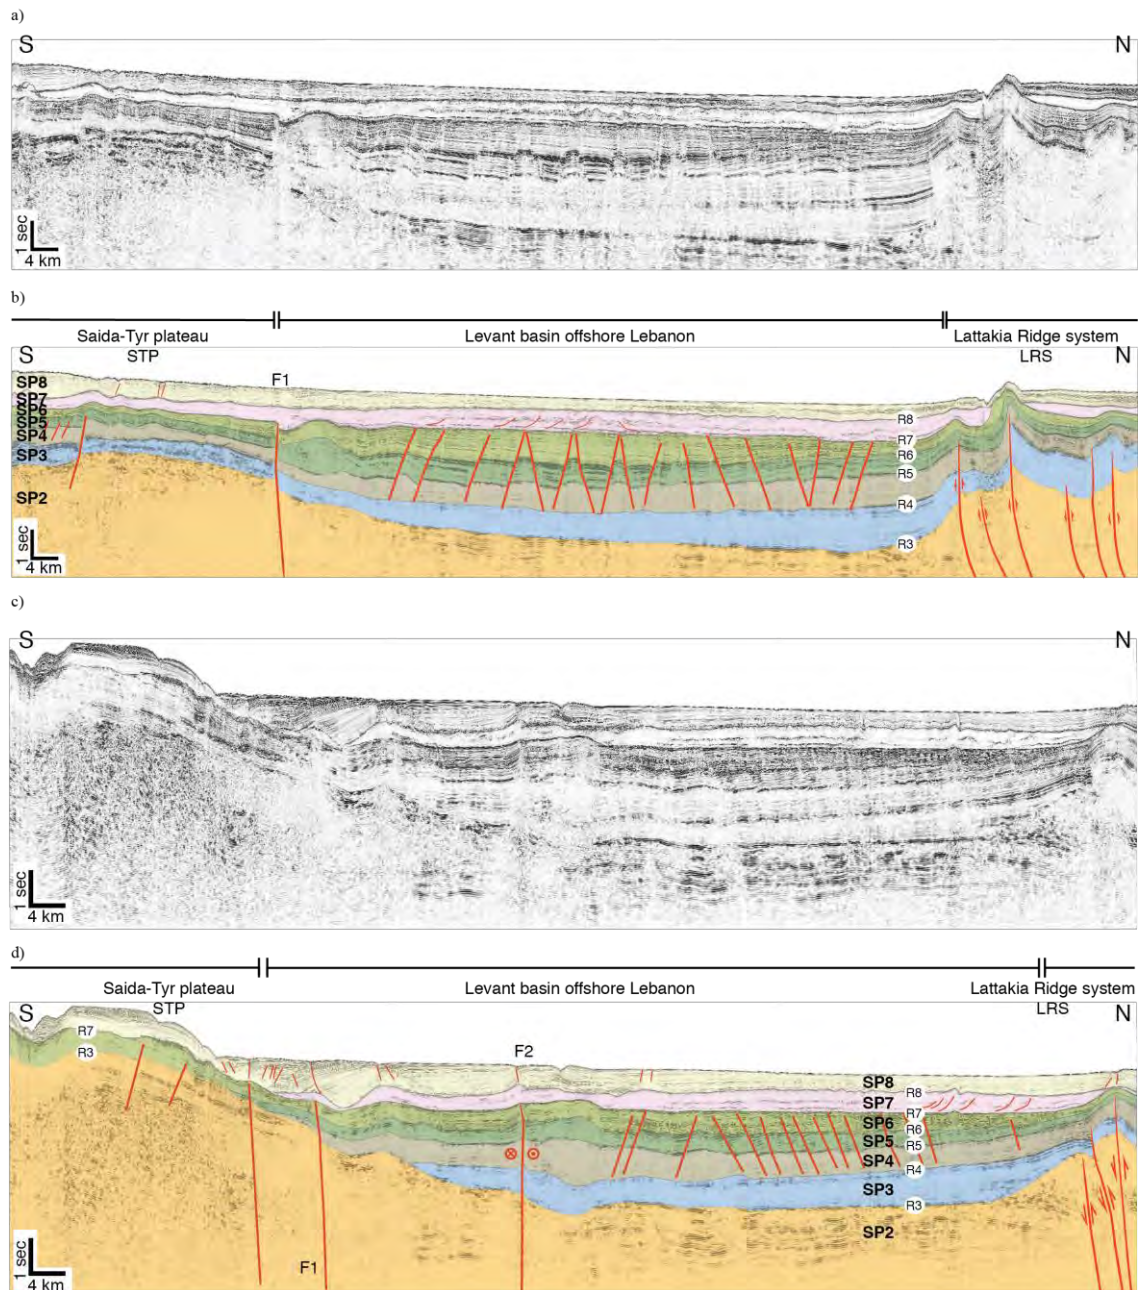 a)
S N
1 sec
4 km
b)
Saida-Tyr plateau Levant basin offshore Lebanon Lattakia Ridge system
S STP LRS N
F1
SP8
SP7
SP6
SP5
SP4
SP3
SP2
R8
R7
R6
R5
R4
R3
1 sec
4 km
c)
S N
1 sec
4 km
d)
Saida-Tyr plateau Levant basin offshore Lebanon Lattakia Ridge system
S STP LRS N
R7
R3
F2
SP8
R8
SP7
R7
SP6
R6
SP5
R5
SP4
R4
SP3
R3
SP2
F1
1 sec
4 km